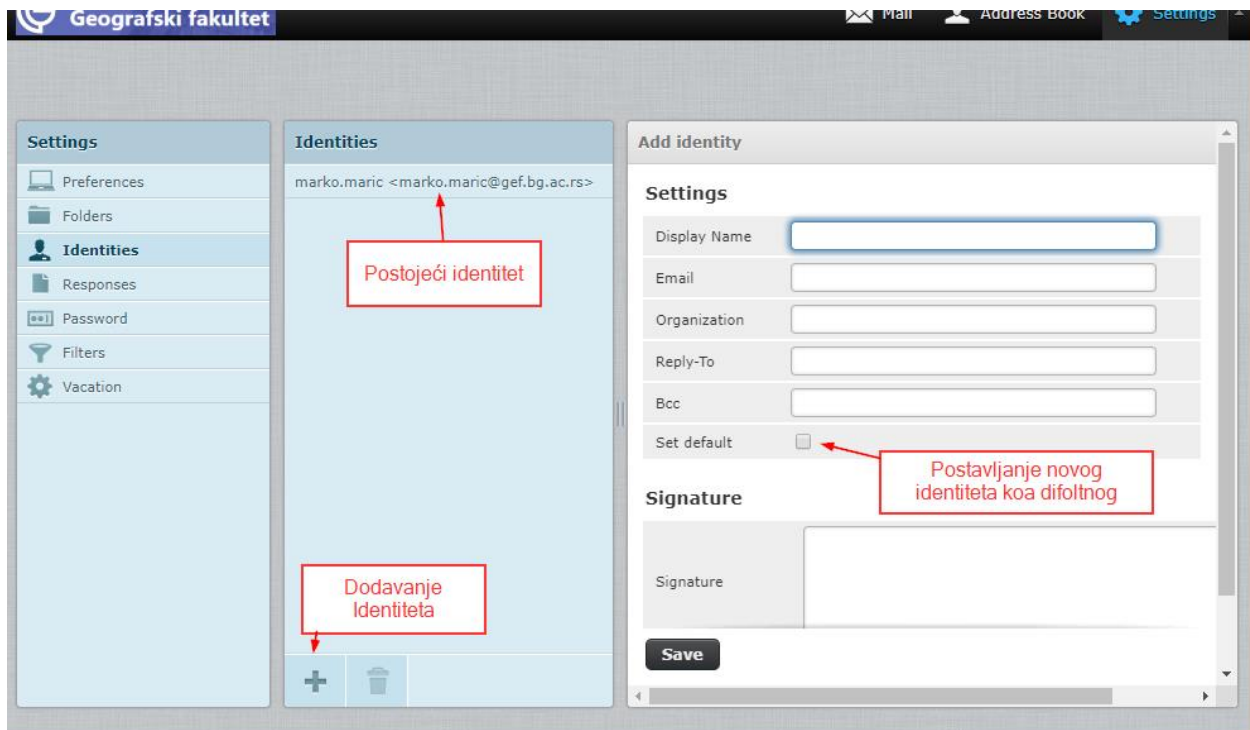 Geografski fakultet
Mail Address Book Settings
Settings
Preferences
Folders
Identities
Responses
Password
Filters
Vacation
Identities
marko.maric <marko.maric@gef.bg.ac.rs>
Postojeći identitet
Dodavanje
Identiteta
Add identity
Settings
Display Name
Email
Organization
Reply-To
Bcc
Set default
Postavljanje novog
identiteta koa difoltnog
Signature
Signature
Save